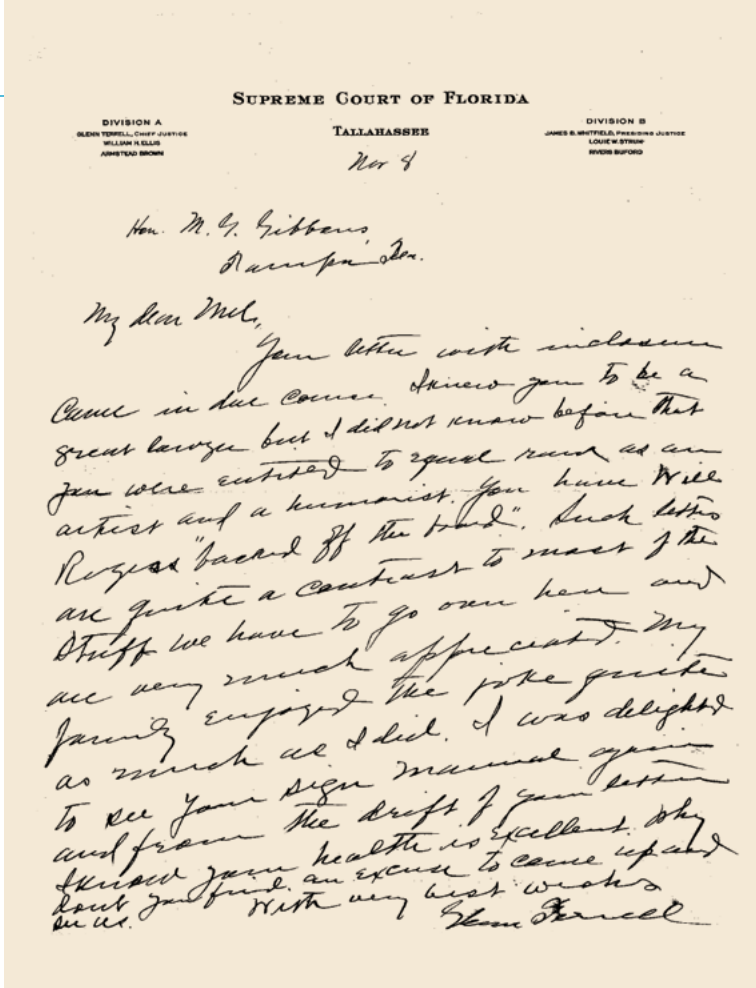 SUPREME COURT OF FLORIDA
TALLAHASSEE
DIVISION A
GLENN TERRELL, CHIEF JUSTICE
WILLIAM H. ELLIS
ARMSTEAD BROWN
DIVISION B
JAMES B. WHITFIELD, PRESIDING JUSTICE
LOUIE W. STRUM
RIVERS BUFORD
Nov 8
Hon. M. G. Gibbons,
Tampa Fla.
My dear Mel,
Your letter with inclosure
came in due course. I knew you to be a
great lawyer but I did not know before that
you were entitled to equal rank as an
artist and a humorist. You have Will
Rogers "backed off the board". Such letters
are quite a contrast to most of the
stuff we have to go over here and
are very much appreciated. My
family enjoyed the joke quite
as much as I did. I was delighted
to see your sign manual again
and from the drift of your letter
I know your health is excellent. Why
dont you find an excuse to come up and
see us.
With very best wishes
Glenn Terrell